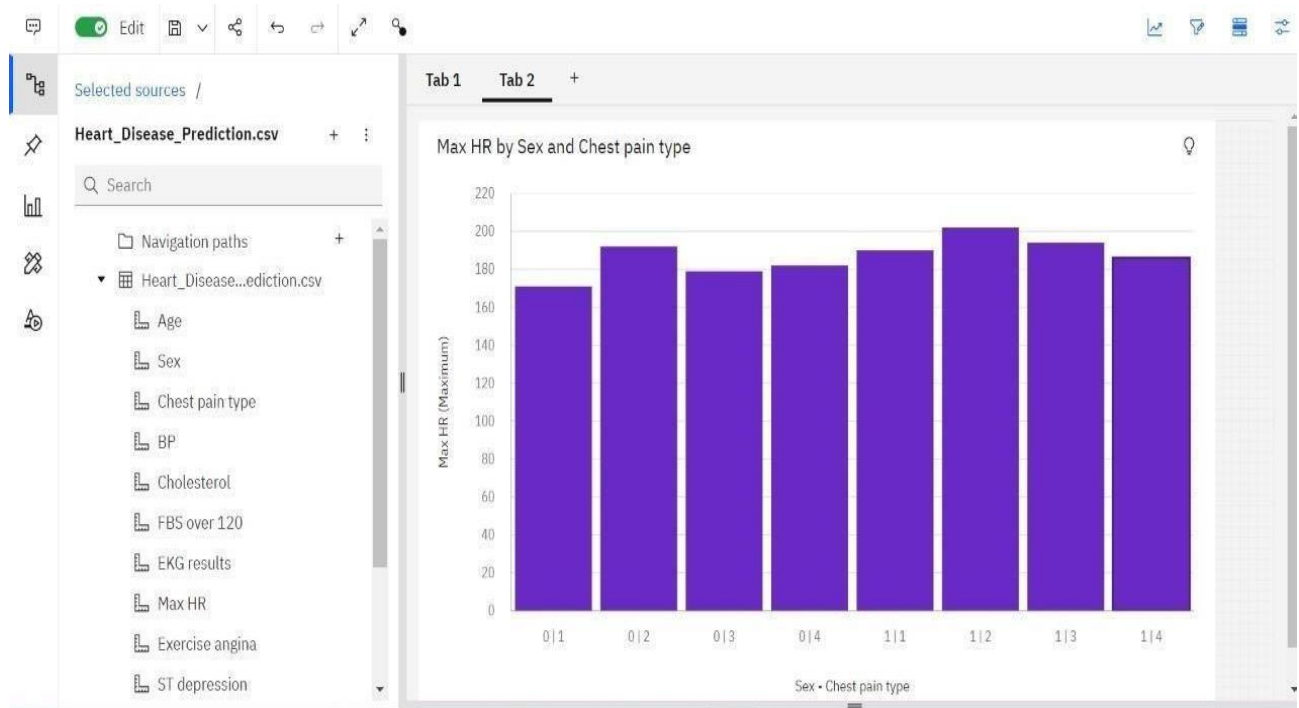 Edit
Selected sources /
Heart_Disease_Prediction.csv
Search
Navigation paths
Heart_Disease...ediction.csv
Age
Sex
Chest pain type
BP
Cholesterol
FBS over 120
EKG results
Max HR
Exercise angina
ST depression
Tab 1 Tab 2 +
Max HR by Sex and Chest pain type
Max HR (Maximum)
220
200
180
160
140
120
100
80
60
40
20
0
0|1 0|2 0|3 0|4 1|1 1|2 1|3 1|4
Sex • Chest pain type